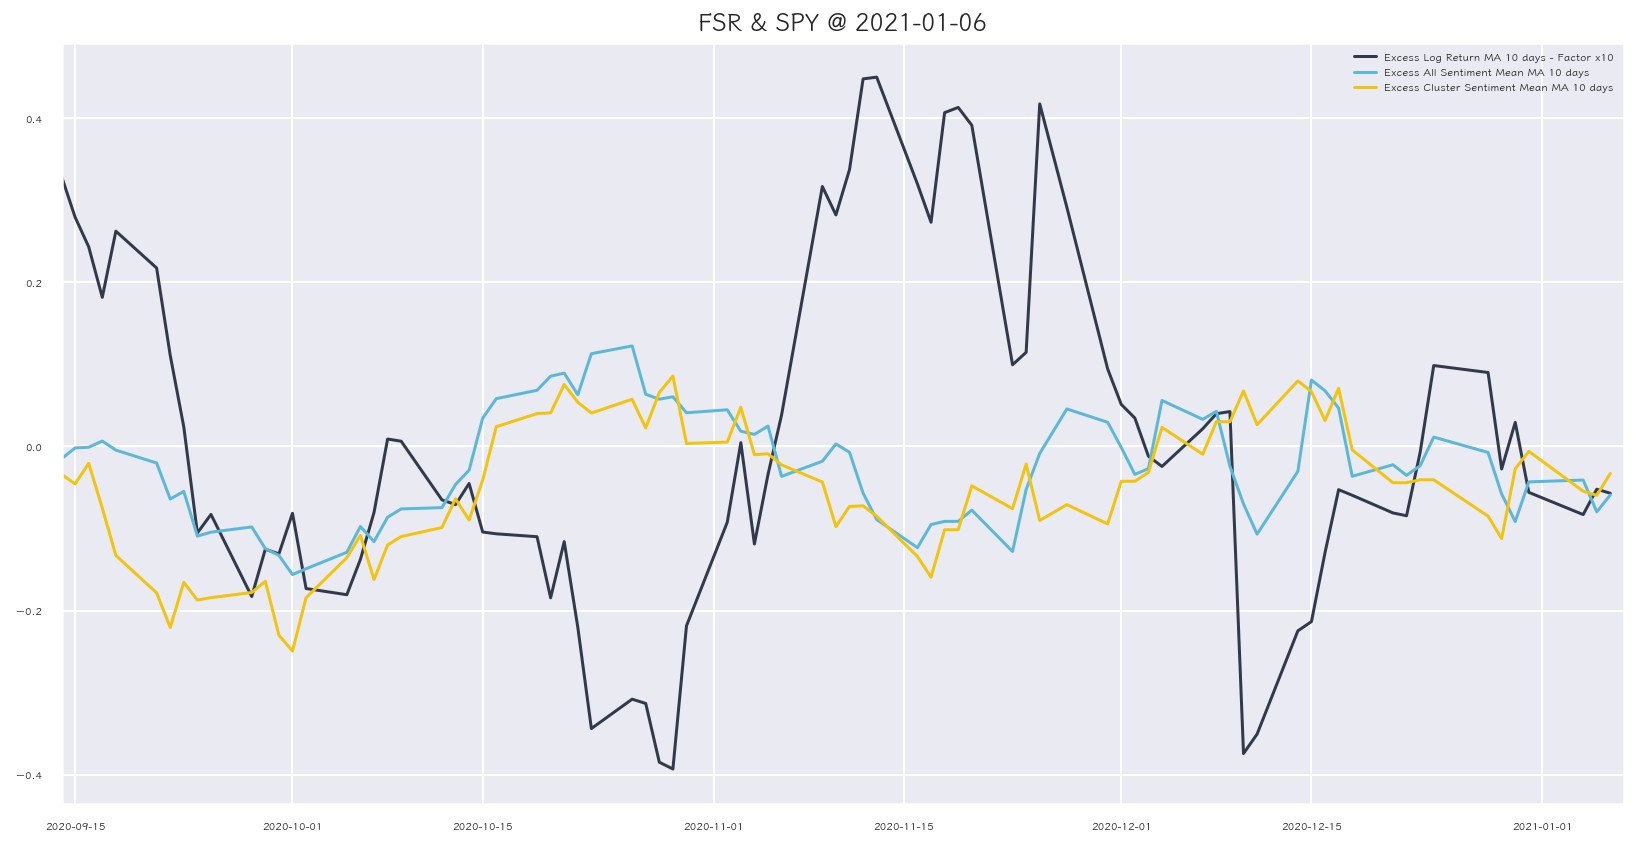 FSR & SPY @ 2021-01-06
Excess Log Return MA 10 days - Factor x10
Excess All Sentiment Mean MA 10 days
Excess Cluster Sentiment Mean MA 10 days
0.4
0.2
0.0
−0.2
−0.4
2020-09-15 2020-10-01 2020-10-15 2020-11-01 2020-11-15 2020-12-01 2020-12-15 2021-01-01